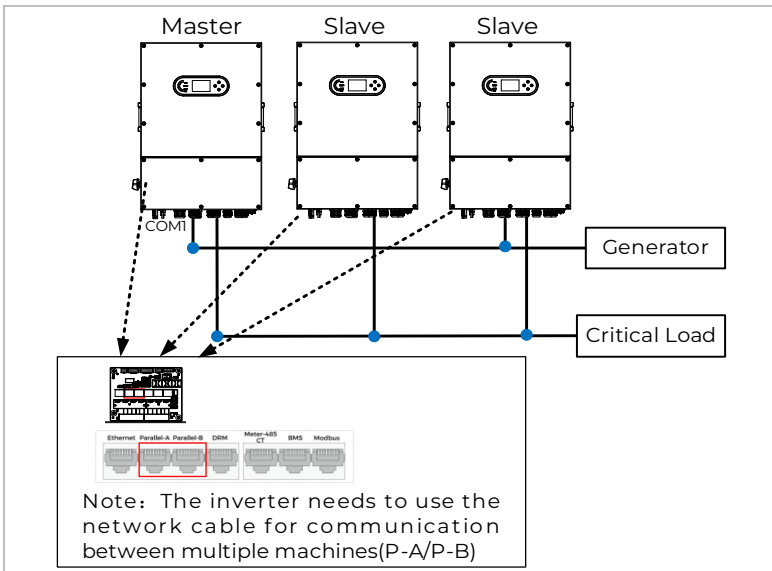 Master
Slave
Slave
COM1
Generator
Critical Load
Ethernet Parallel-A Parallel-B DRM Meter-485 CT BMS Modbus
Note：The inverter needs to use the
network cable for communication
between multiple machines(P-A/P-B)